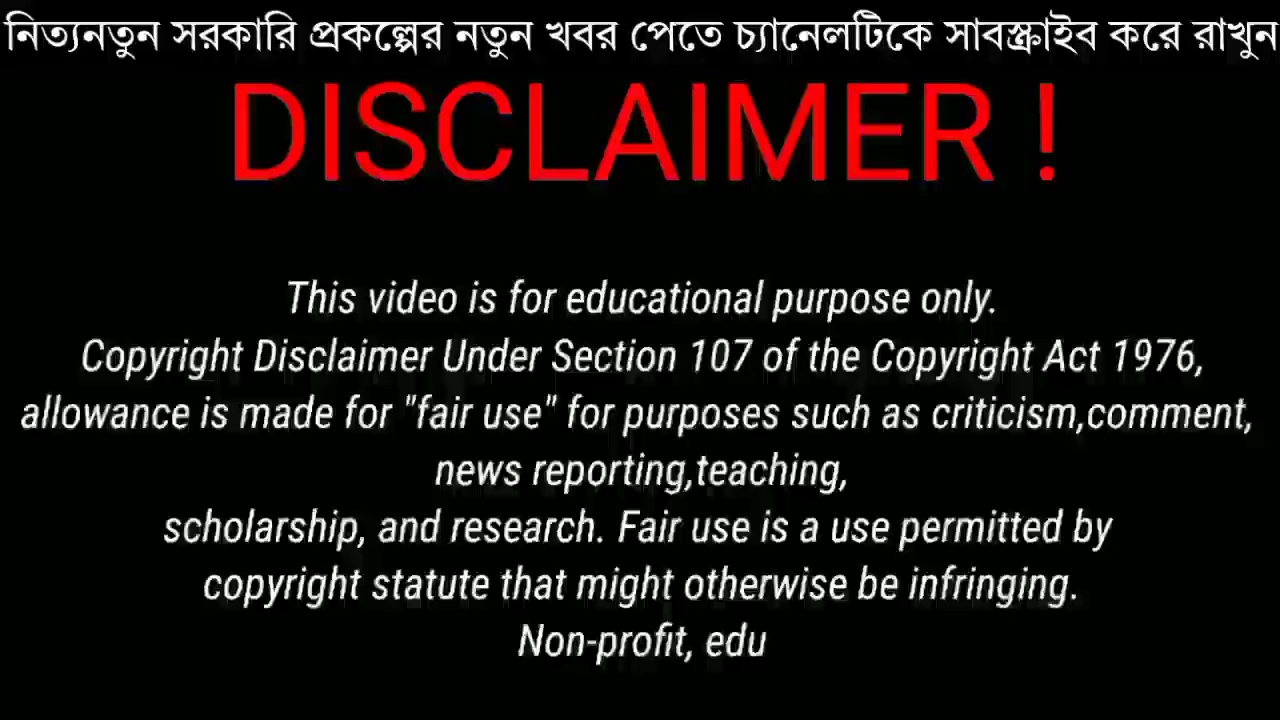 নিত্যনতুন সরকারি প্রকল্পের নতুন খবর পেতে চ্যানেলটিকে সাবস্ক্রাইব করে রাখুন
DISCLAIMER !
This video is for educational purpose only.
Copyright Disclaimer Under Section 107 of the Copyright Act 1976,
allowance is made for "fair use" for purposes such as criticism,comment,
news reporting,teaching,
scholarship, and research. Fair use is a use permitted by
copyright statute that might otherwise be infringing.
Non-profit, edu